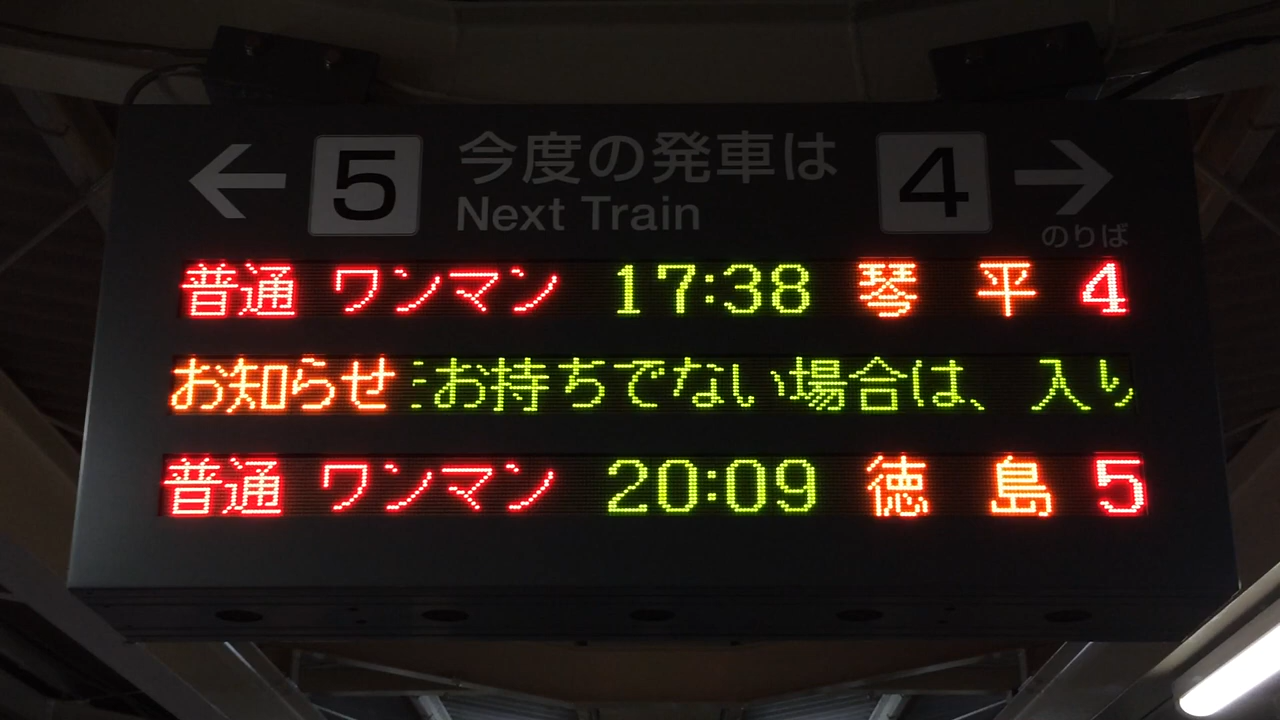 ← 5 今度の発車は 4 →
Next Train
のりば
普通 ワンマン 17:38 琴平 4
お知らせ お持ちでない場合は、入り
普通 ワンマン 20:09 徳島 5